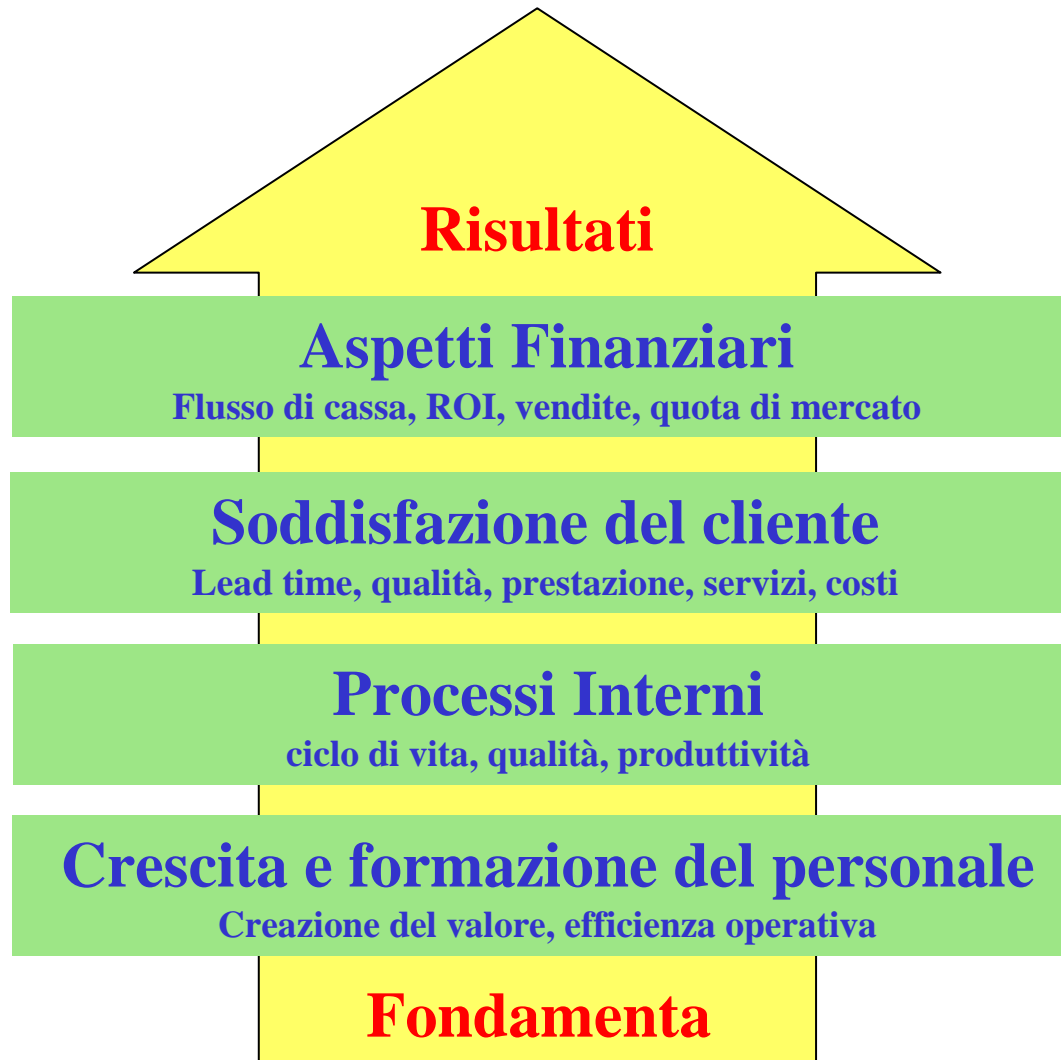 Risultati
Aspetti Finanziari
Flusso di cassa, ROI, vendite, quota di mercato
Soddisfazione del cliente
Lead time, qualità, prestazione, servizi, costi
Processi Interni
ciclo di vita, qualità, produttività
Crescita e formazione del personale
Creazione del valore, efficienza operativa
Fondamenta